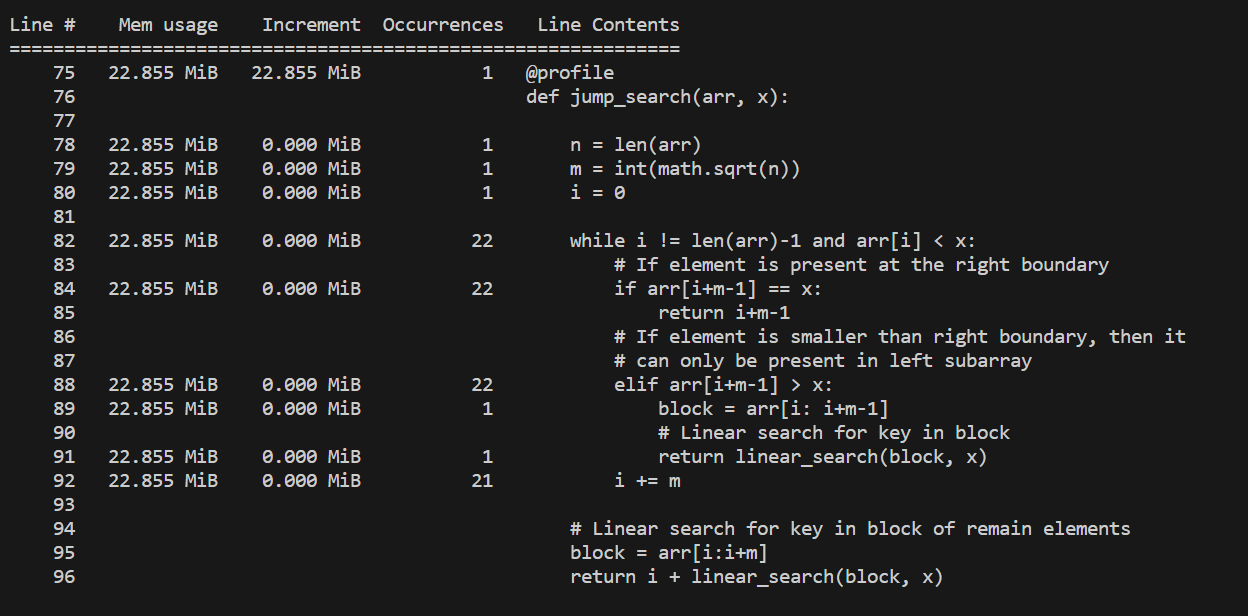 Line #    Mem usage    Increment  Occurrences   Line Contents
=============================================================
    75   22.855 MiB   22.855 MiB           1   @profile
    76                                         def jump_search(arr, x):
    77
    78   22.855 MiB    0.000 MiB           1       n = len(arr)
    79   22.855 MiB    0.000 MiB           1       m = int(math.sqrt(n))
    80   22.855 MiB    0.000 MiB           1       i = 0
    81
    82   22.855 MiB    0.000 MiB          22       while i != len(arr)-1 and arr[i] < x:
    83                                                 # If element is present at the right boundary
    84   22.855 MiB    0.000 MiB          22           if arr[i+m-1] == x:
    85                                                     return i+m-1
    86                                                 # If element is smaller than right boundary, then it
    87                                                 # can only be present in left subarray
    88   22.855 MiB    0.000 MiB          22           elif arr[i+m-1] > x:
    89   22.855 MiB    0.000 MiB           1               block = arr[i: i+m-1]
    90                                                     # Linear search for key in block
    91   22.855 MiB    0.000 MiB           1               return linear_search(block, x)
    92   22.855 MiB    0.000 MiB          21           i += m
    93
    94                                             # Linear search for key in block of remain elements
    95                                             block = arr[i:i+m]
    96                                             return i + linear_search(block, x)